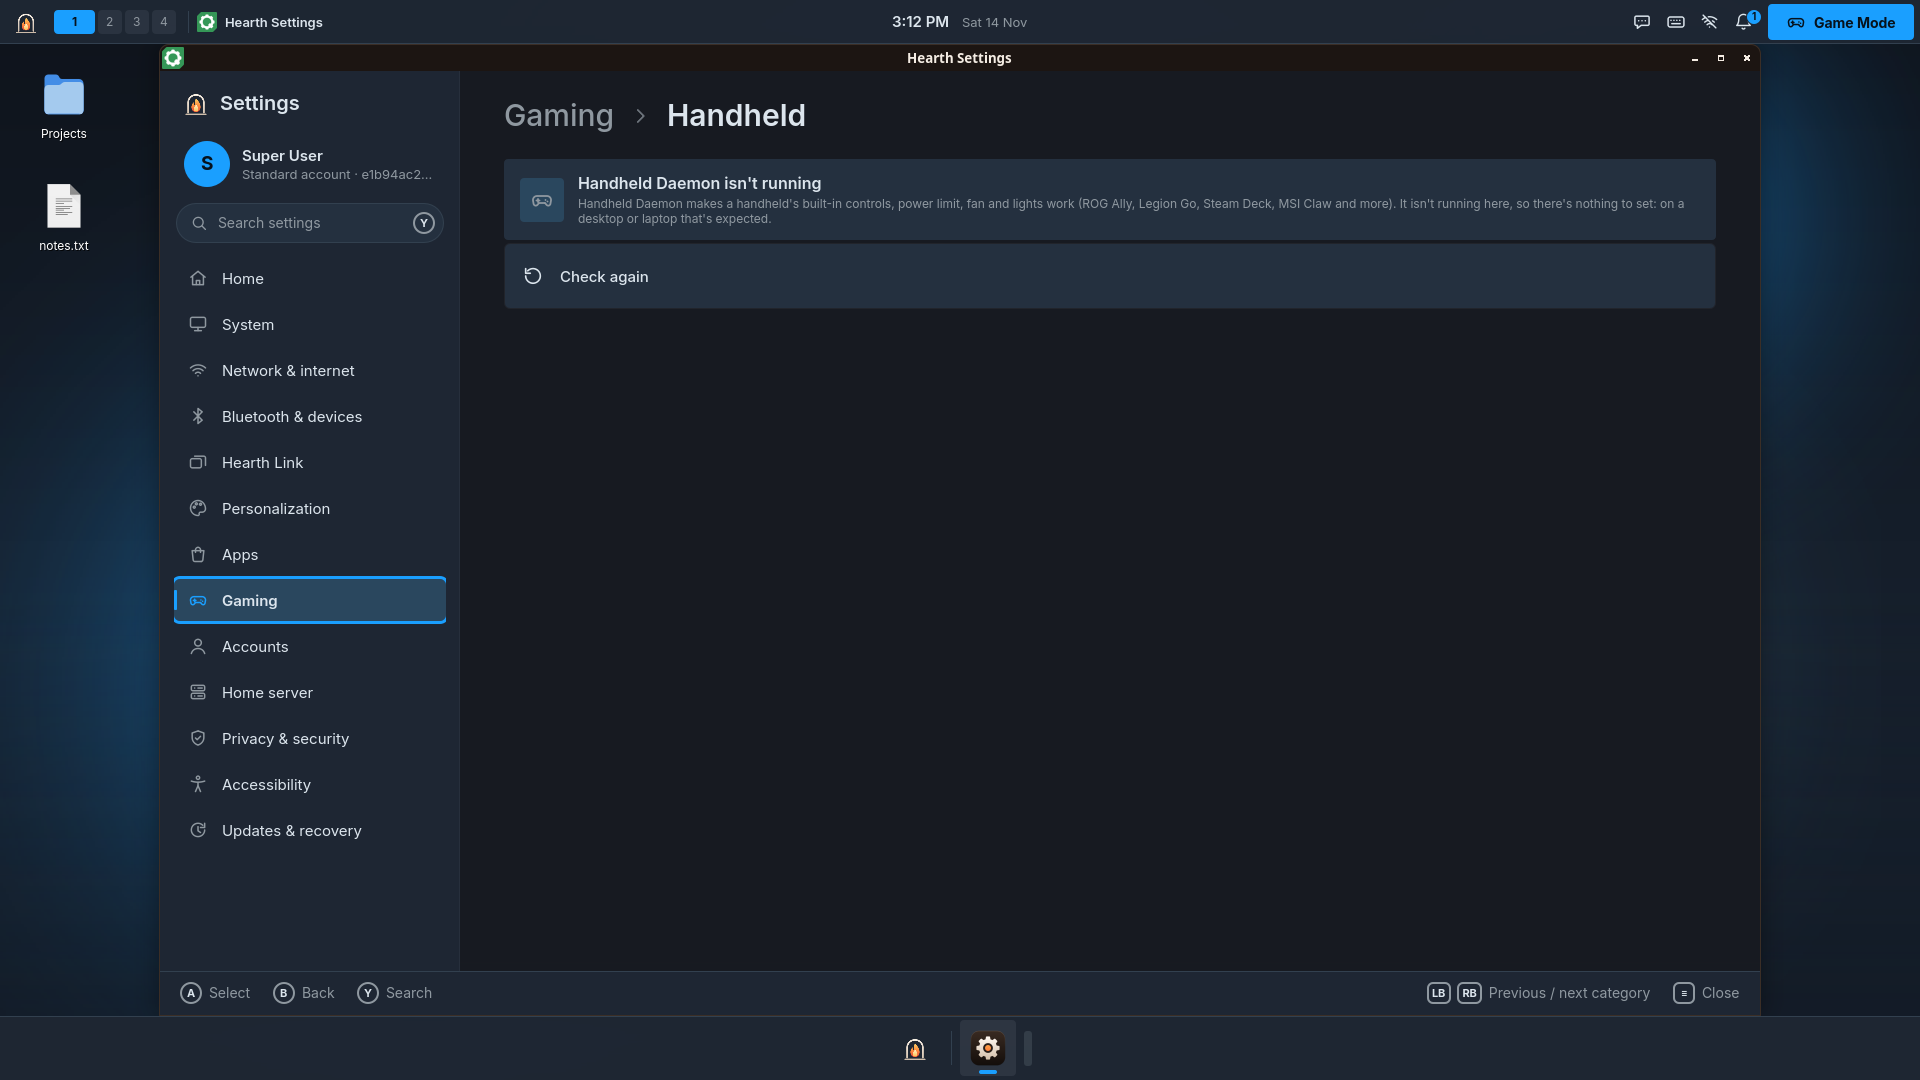 1
2
3
4
Hearth Settings
3:12 PM
Sat 14 Nov
1
Game Mode
Hearth Settings
Projects
notes.txt
Settings
S
Super User
Standard account · e1b94ac2...
Search settings
Y
Home
System
Network & internet
Bluetooth & devices
Hearth Link
Personalization
Apps
Gaming
Accounts
Home server
Privacy & security
Accessibility
Updates & recovery
Gaming
Handheld
Handheld Daemon isn't running
Handheld Daemon makes a handheld's built-in controls, power limit, fan and lights work (ROG Ally, Legion Go, Steam Deck, MSI Claw and more). It isn't running here, so there's nothing to set: on a
desktop or laptop that's expected.
Check again
A Select
B Back
Y Search
LB RB Previous / next category
Close